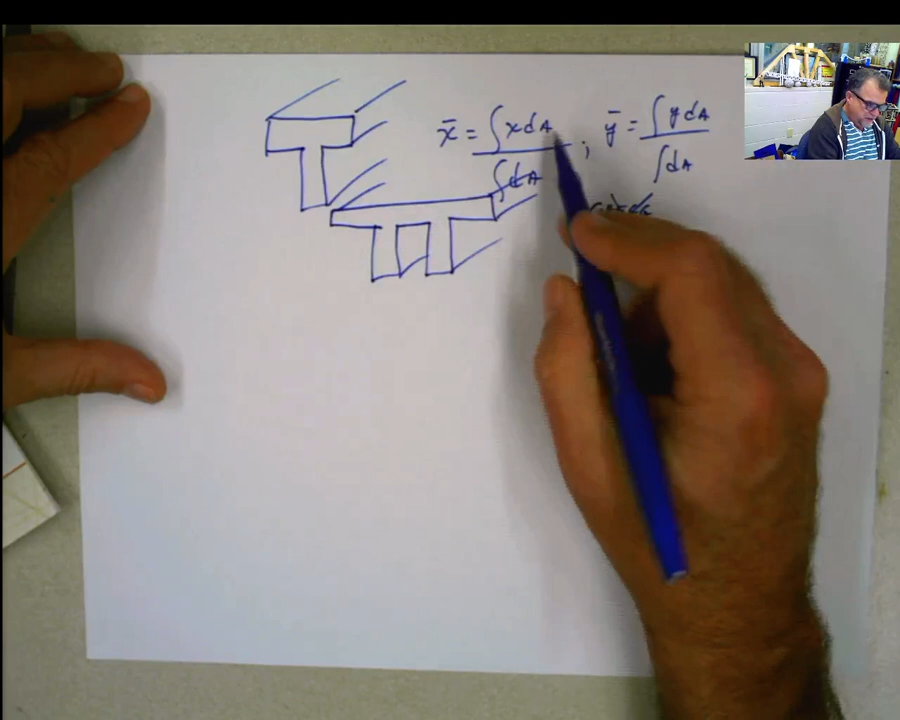 x̄ = ∫x dA / ∫dA ; ȳ = ∫y dA / ∫dA